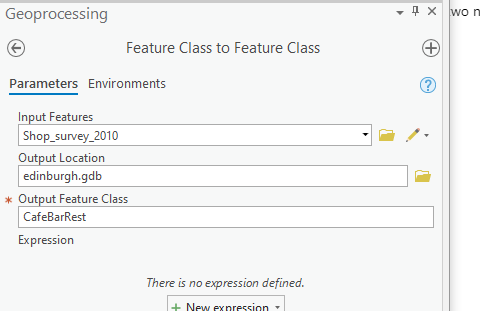 Geoprocessing
Feature Class to Feature Class
Parameters Environments
Input Features
Shop_survey_2010
Output Location
edinburgh.gdb
* Output Feature Class
CafeBarRest
Expression
There is no expression defined.
+ New expression